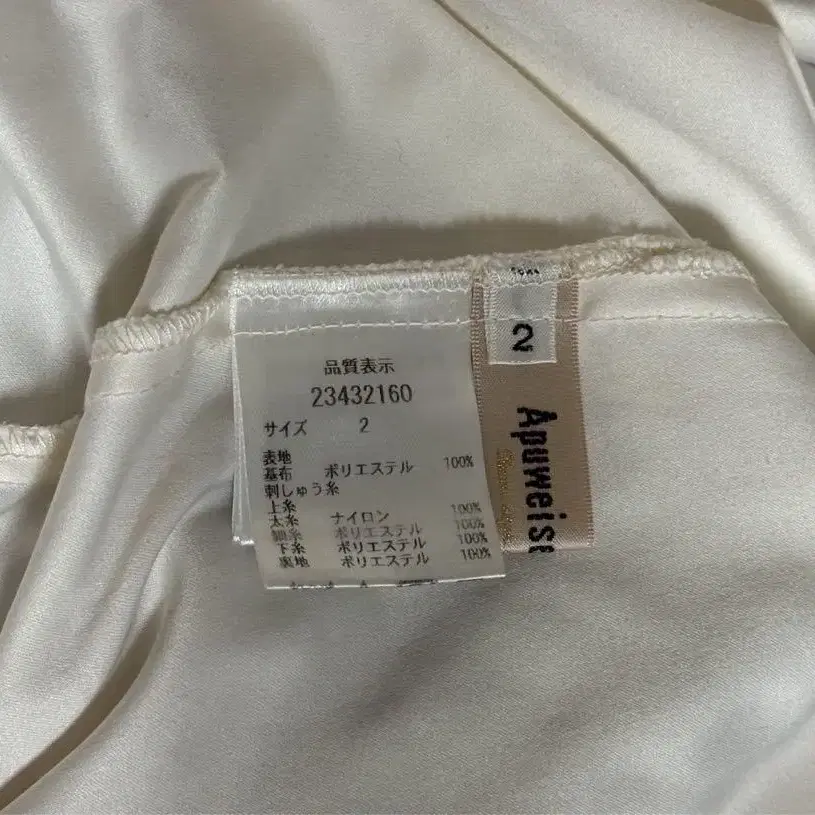 品質表示
23432160
サイズ 2
表地
基布 ポリエステル 100%
刺しゅう糸
上糸
太糸 ナイロン 100%
細糸 ポリエステル 100%
下糸 ポリエステル 100%
裏地 ポリエステル 100%
2
Apuweis